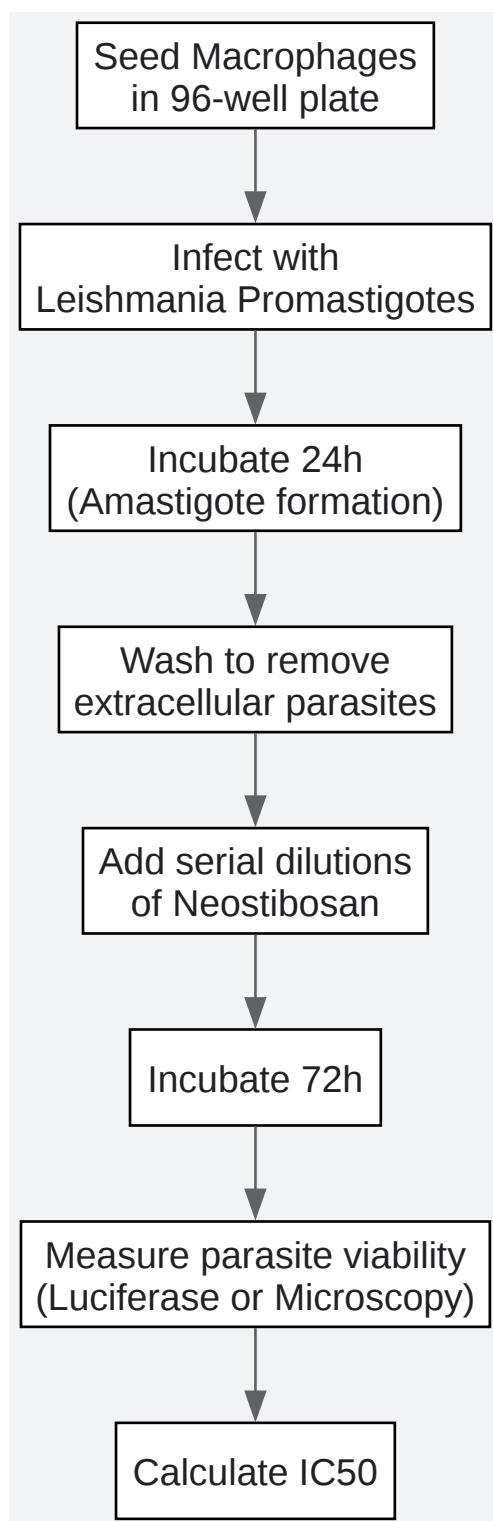 Seed Macrophages
in 96-well plate
Infect with
Leishmania Promastigotes
Incubate 24h
(Amastigote formation)
Wash to remove
extracellular parasites
Add serial dilutions
of Neostibosan
Incubate 72h
Measure parasite viability
(Luciferase or Microscopy)
Calculate IC50